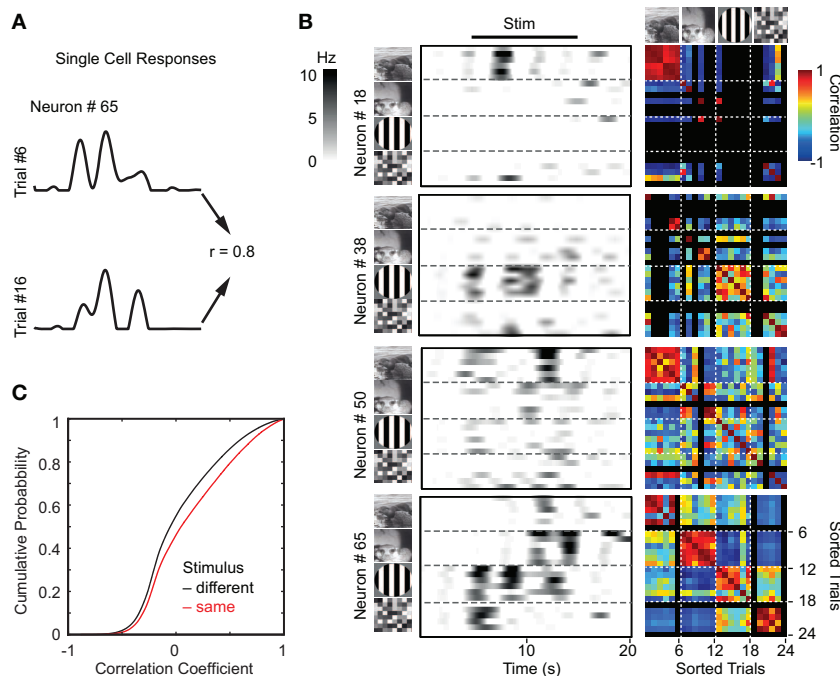 A
Single Cell Responses
Neuron # 65
Trial #6
Trial #16
r = 0.8
Hz
10
5
0
B
Stim
Neuron # 18
Neuron # 38
Neuron # 50
Neuron # 65
10
20
Time (s)
1
-1
Correlation
6
12
18
24
Sorted Trials
6
12
18
24
Sorted Trials
C
1
0.8
0.6
0.4
0.2
0
Cumulative Probabbility
Stimulus
– different
– same
-1
0
1
Correlation Coefficient